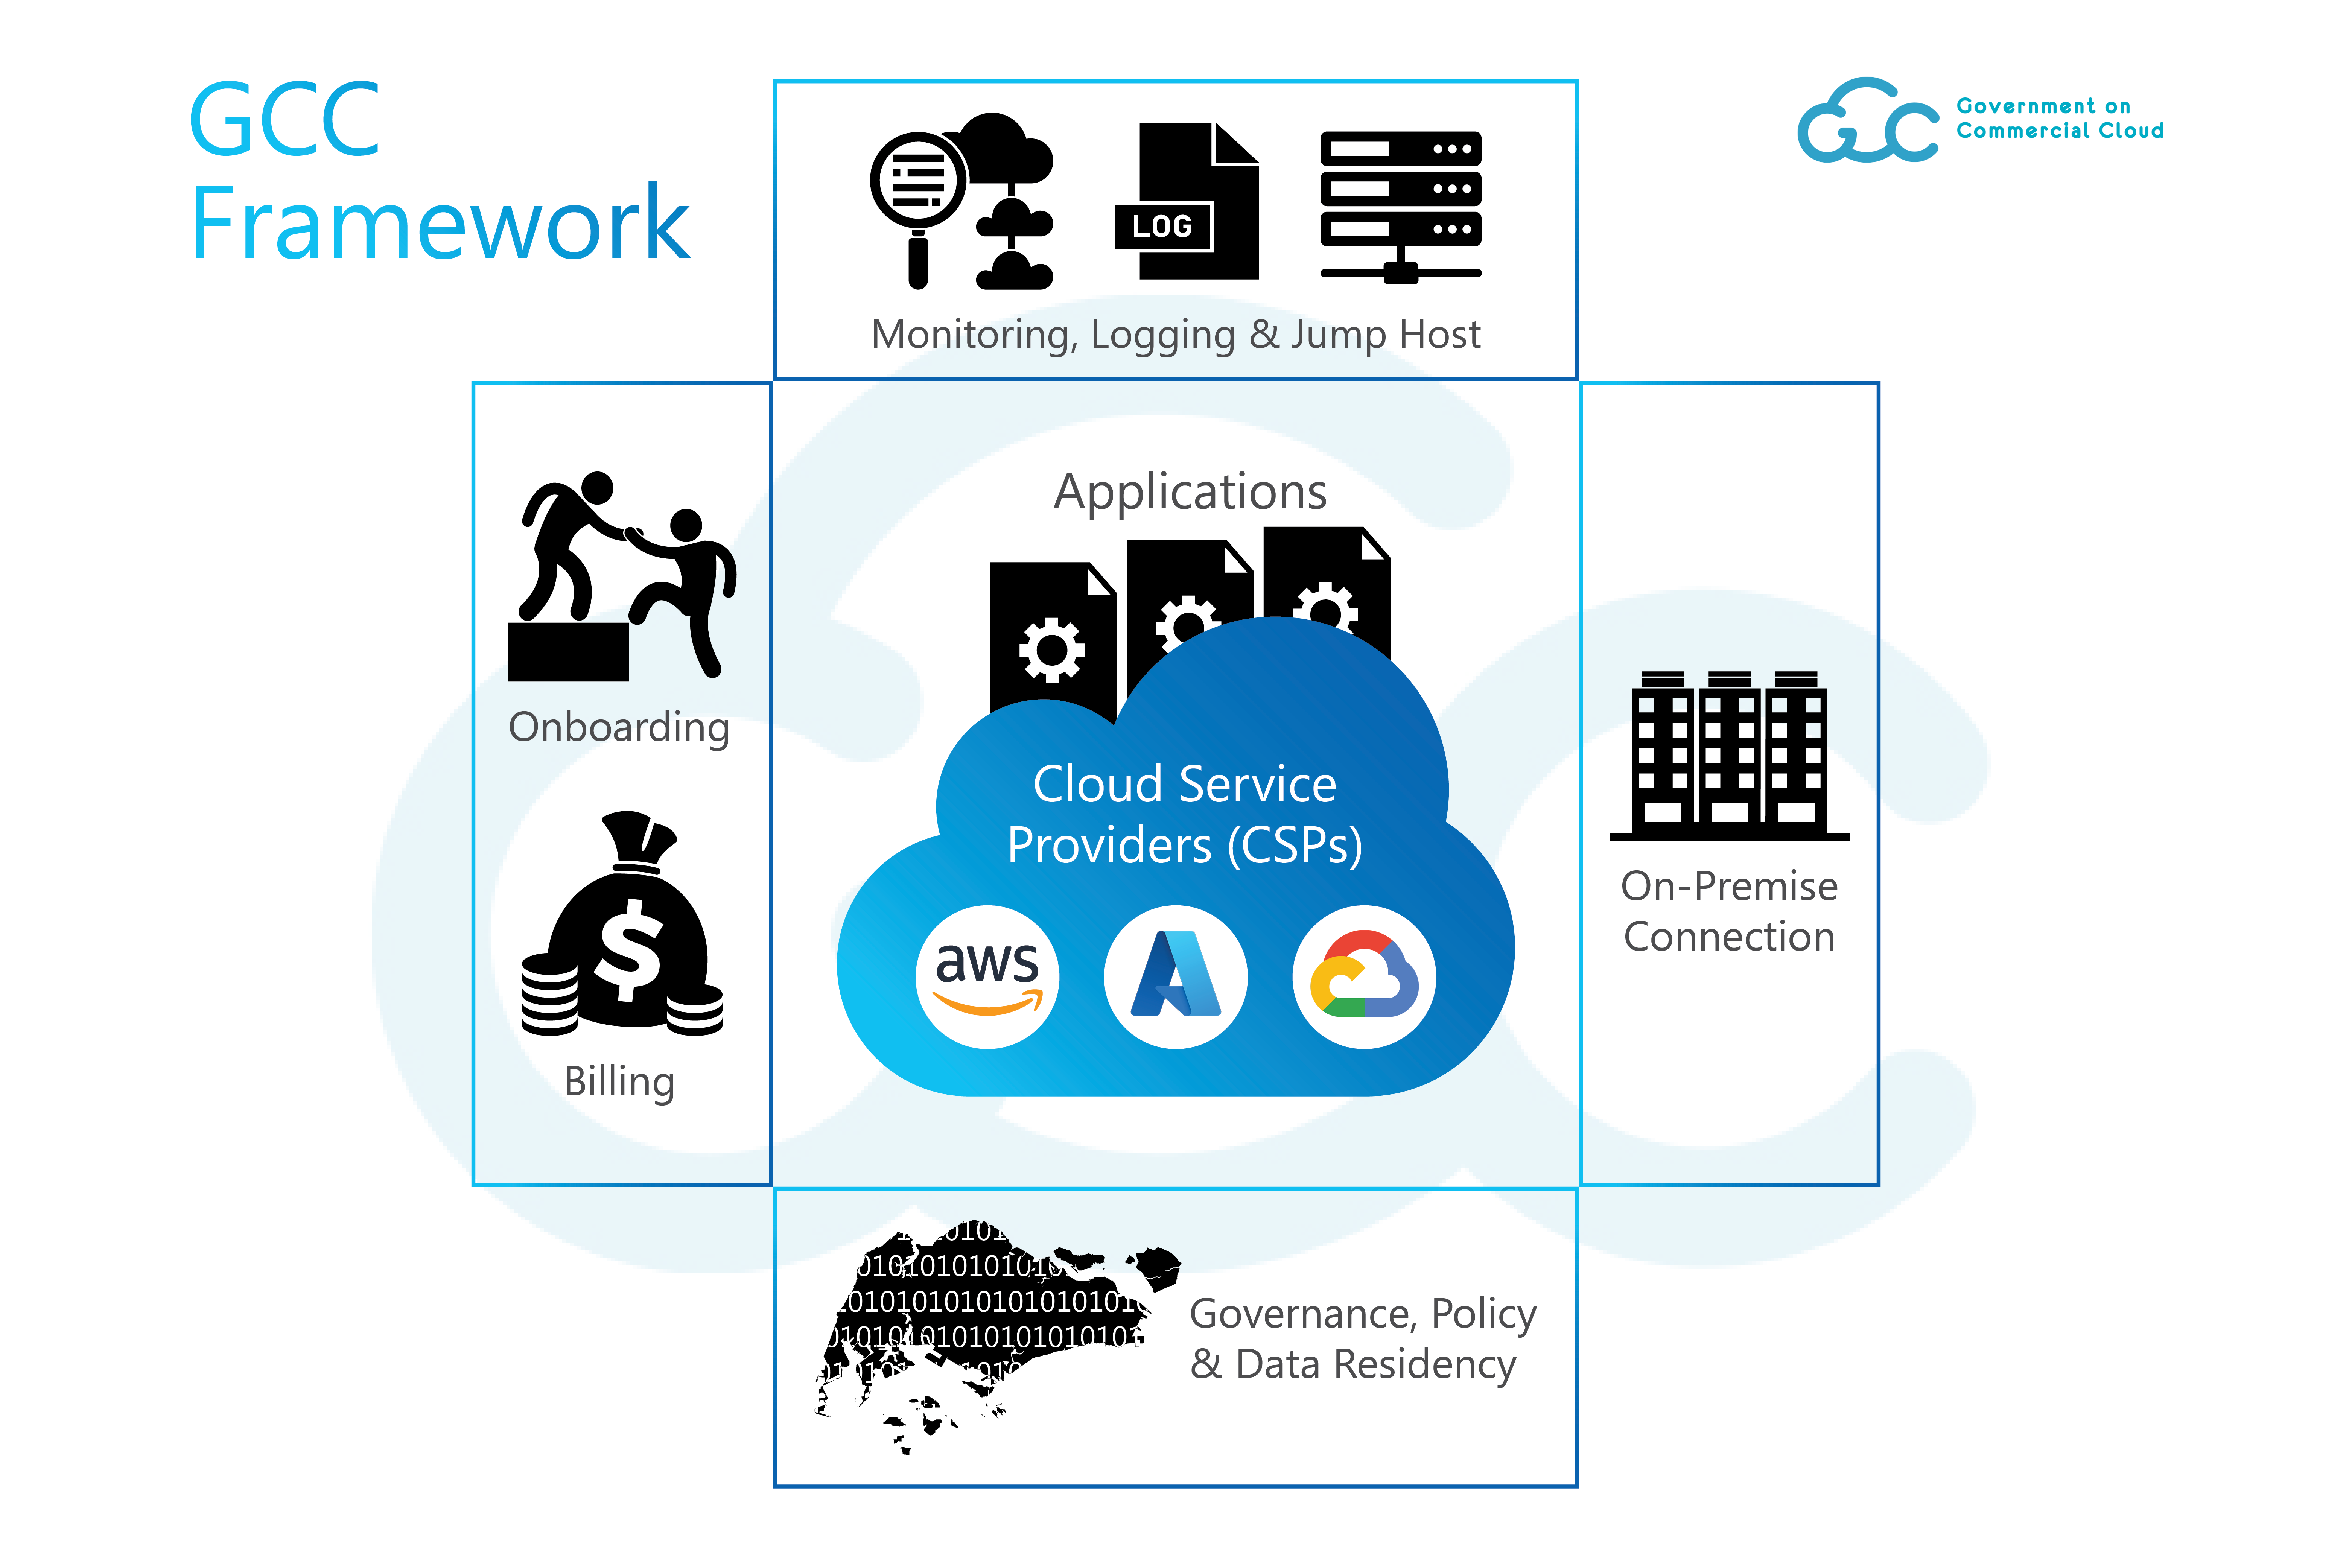 GCC
Framework
Government on
Commercial Cloud
LOG
Monitoring, Logging & Jump Host
Applications
Onboarding
Cloud Service
Providers (CSPs)
aws
On-Premise
Connection
$
Billing
Governance, Policy
& Data Residency